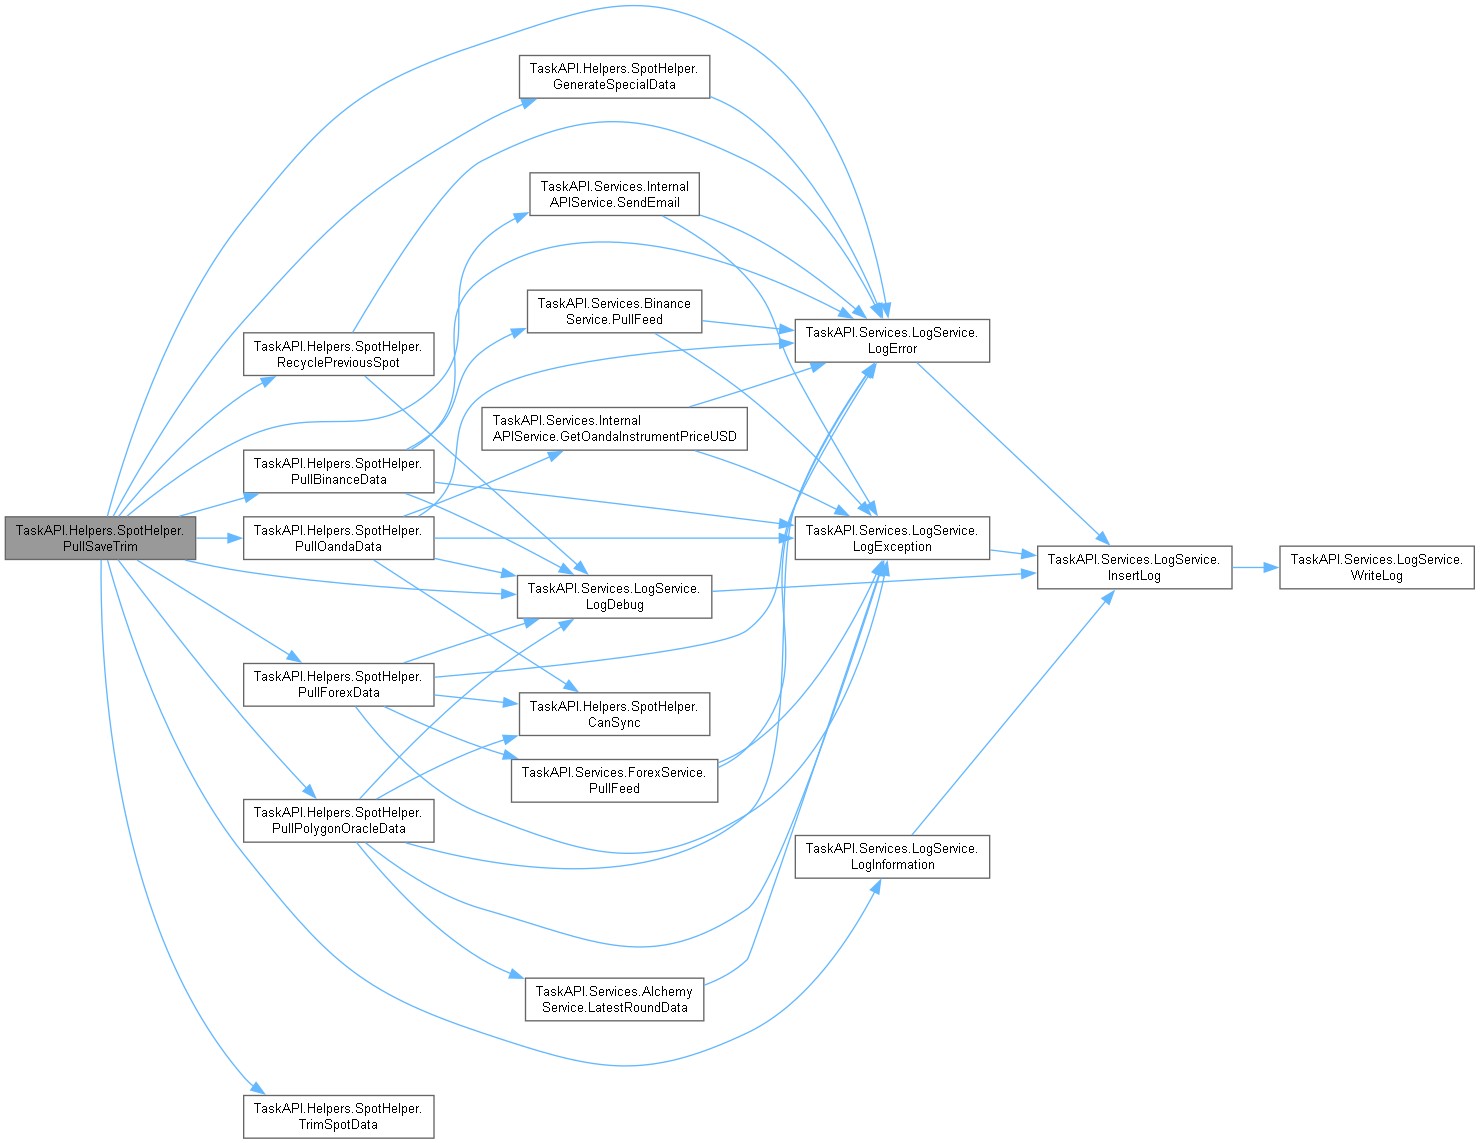 TaskAPI.Helpers.SpotHelper.
GenerateSpecialData
TaskAPI.Services.Internal
APIService.SendEmail
TaskAPI.Services.Binance
Service.PullFeed
TaskAPI.Services.LogService.
LogError
TaskAPI.Helpers.SpotHelper.
RecyclePreviousSpot
TaskAPI.Services.Internal
APIService.GetOandaInstrumentPriceUSD
TaskAPI.Helpers.SpotHelper.
PullBinanceData
TaskAPI.Helpers.SpotHelper.
PullSaveTrim
TaskAPI.Helpers.SpotHelper.
PullOandaData
TaskAPI.Services.LogService.
LogException
TaskAPI.Services.LogService.
InsertLog
TaskAPI.Services.LogService.
WriteLog
TaskAPI.Services.LogService.
LogDebug
TaskAPI.Helpers.SpotHelper.
PullForexData
TaskAPI.Helpers.SpotHelper.
CanSync
TaskAPI.Services.ForexService.
PullFeed
TaskAPI.Helpers.SpotHelper.
PullPolygonOracleData
TaskAPI.Services.LogService.
LogInformation
TaskAPI.Services.Alchemy
Service.LatestRoundData
TaskAPI.Helpers.SpotHelper.
TrimSpotData